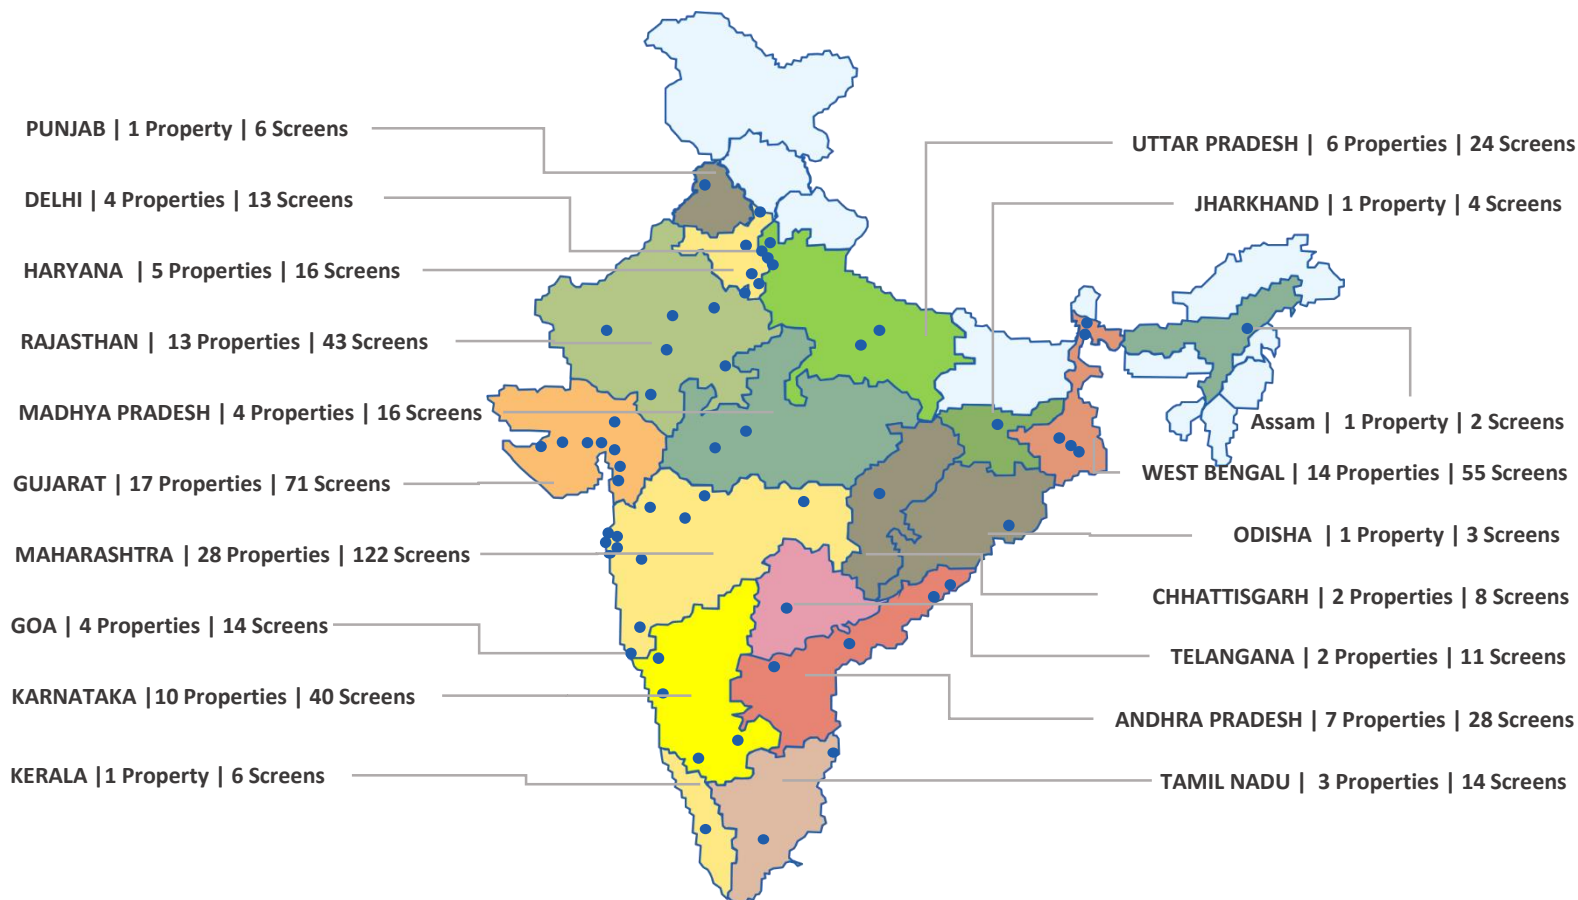 PUNJAB | 1 Property | 6 Screens
DELHI | 4 Properties | 13 Screens
HARYANA | 5 Properties | 16 Screens
RAJASTHAN | 13 Properties | 43 Screens
MADHYA PRADESH | 4 Properties | 16 Screens
GUJARAT | 17 Properties | 71 Screens
MAHARASHTRA | 28 Properties | 122 Screens
GOA | 4 Properties | 14 Screens
KARNATAKA |10 Properties | 40 Screens
KERALA |1 Property | 6 Screens
UTTAR PRADESH | 6 Properties | 24 Screens
JHARKHAND | 1 Property | 4 Screens
Assam | 1 Property | 2 Screens
WEST BENGAL | 14 Properties | 55 Screens
ODISHA | 1 Property | 3 Screens
CHHATTISGARH | 2 Properties | 8 Screens
TELANGANA | 2 Properties | 11 Screens
ANDHRA PRADESH | 7 Properties | 28 Screens
TAMIL NADU | 3 Properties | 14 Screens